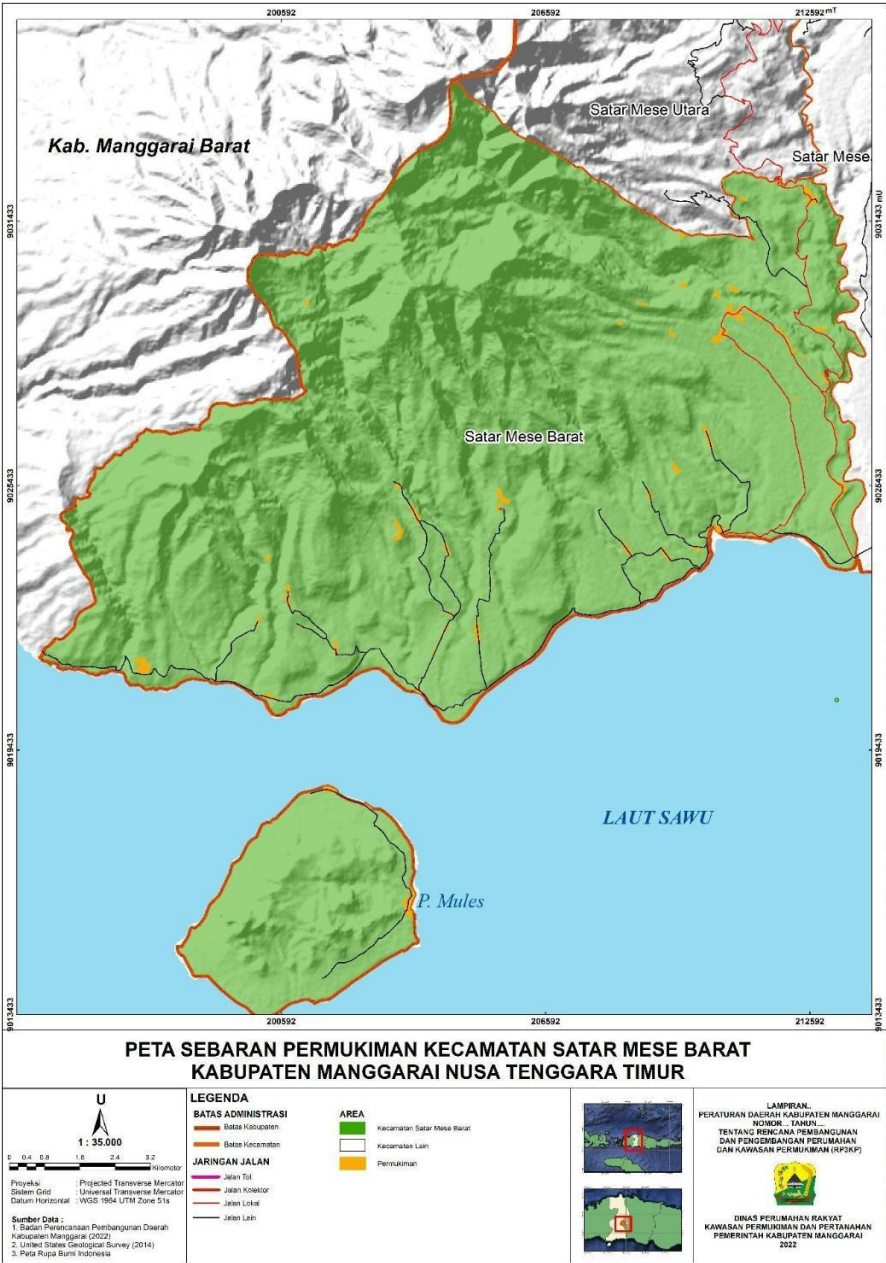 200592
206592
212592 mT
Kab. Manggarai Barat
Satar Mese Utara
Satar Mese
9031433
9031433 mU
Satar Mese Barat
9025433
9025433
9019433
9019433
LAUT SAWU
P. Mules
9013433
9013433
200592
206592
212592
PETA SEBARAN PERMUKIMAN KECAMATAN SATAR MESE BARAT
KABUPATEN MANGGARAI NUSA TENGGARA TIMUR
U
1 : 35.000
0 0.4 0.8 1.6 2.4 3.2
Kilometer
Proyeksi : Projected Transverse Mercator
Sistem Grid : Universal Transverse Mercator
Datum Horizontal : WGS 1984 UTM Zone 51s
Sumber Data :
1. Badan Perencanaan Pembangunan Daerah
Kabupaten Manggarai (2022)
2. United States Geological Survey (2014)
3. Peta Rupa Bumi Indonesia
LEGENDA
BATAS ADMINISTRASI
Batas Kabupaten
Batas Kecamatan
JARINGAN JALAN
Jalan Tol
Jalan Kolektor
Jalan Lokal
Jalan Lain
AREA
Kecamatan Satar Mese Barat
Kecamatan Lain
Permukiman
LAMPIRAN..
PERATURAN DAERAH KABUPATEN MANGGARAI
NOMOR... TAHUN....
TENTANG RENCANA PEMBANGUNAN
DAN PENGEMBANGAN PERUMAHAN
DAN KAWASAN PERMUKIMAN (RP3KP)
DINAS PERUMAHAN RAKYAT
KAWASAN PERMUKIMAN DAN PERTANAHAN
PEMERINTAH KABUPATEN MANGGARAI
2022